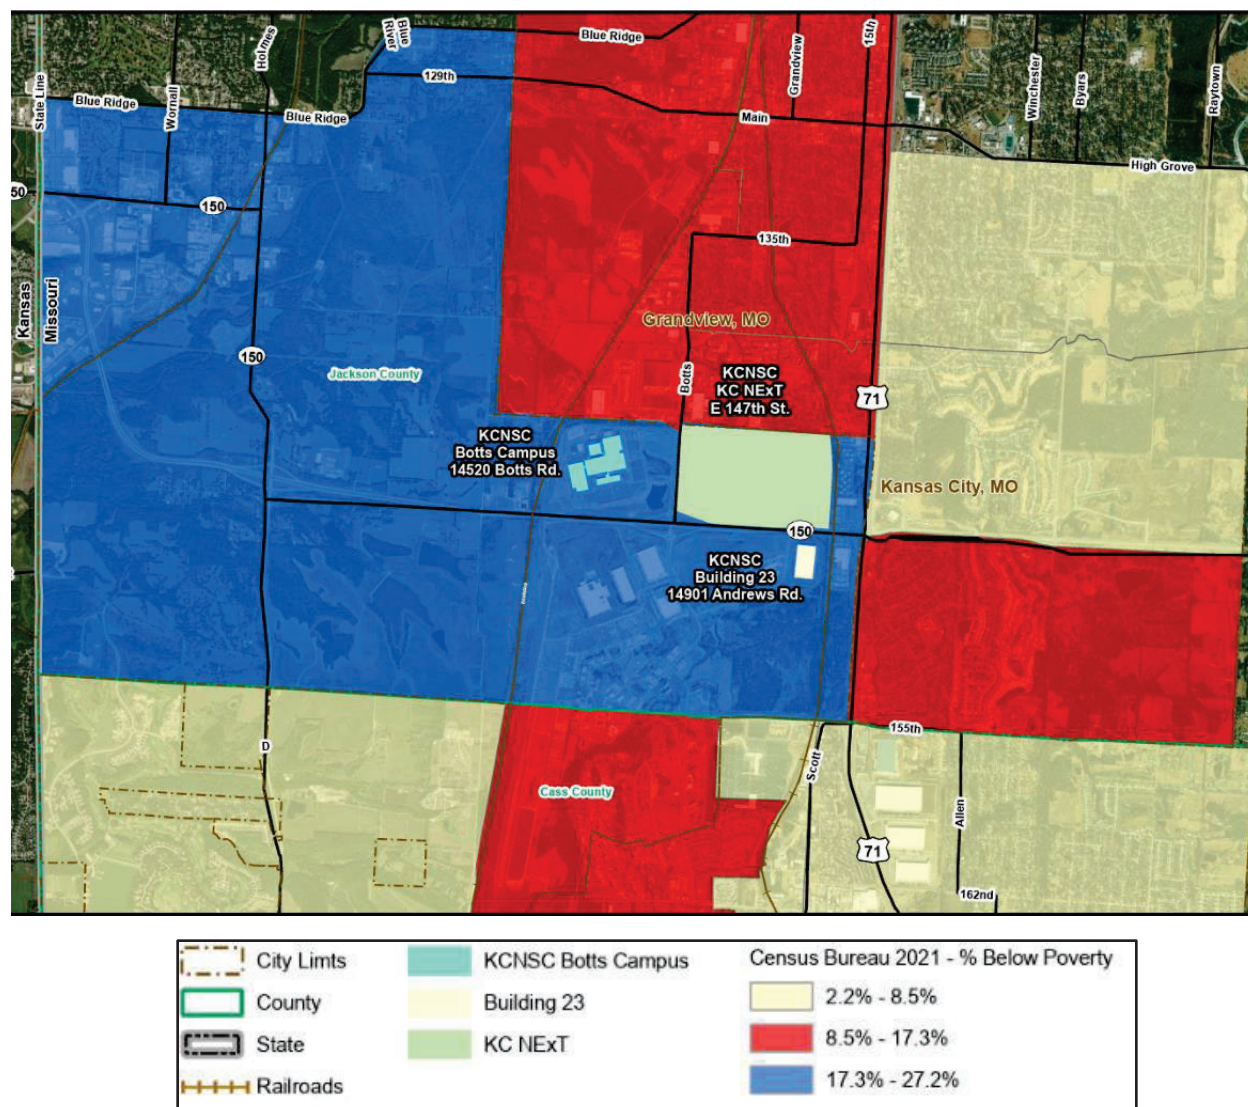 State Line
Blue Ridge
Wornall
Holmes
Blue Ridge
Blue
River
129th
Blue Ridge
Grandview
15th
Main
Winchester
Byars
Raytown
High Grove
50
150
135th
Kansas
Missouri
150
Jackson County
Grandview, MO
Botts
KCNSC
KC NExT
E 147th St.
71
KCNSC
Botts Campus
14520 Botts Rd.
Kansas City, MO
150
KCNSC
Building 23
14901 Andrews Rd.
D
155th
Scott
Cass County
Allen
71
162nd
City Limts
County
State
Railroads
KCNSC Botts Campus
Building 23
KC NExT
Census Bureau 2021 - % Below Poverty
2.2% - 8.5%
8.5% - 17.3%
17.3% - 27.2%